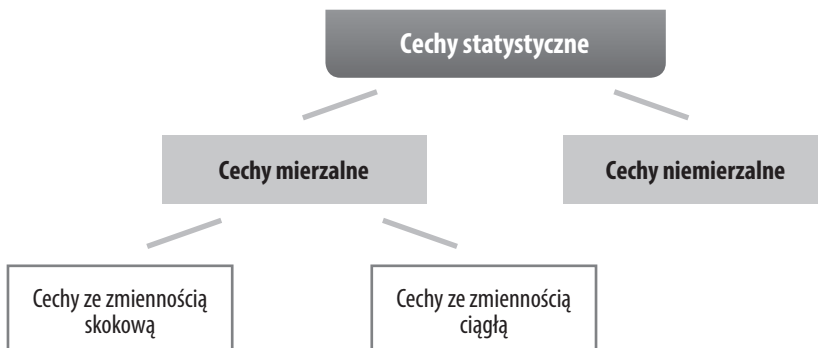 Cechy statystyczne
Cechy mierzalne
Cechy niemierzalne
Cechy ze zmiennością
skokową
Cechy ze zmiennością
ciągłą